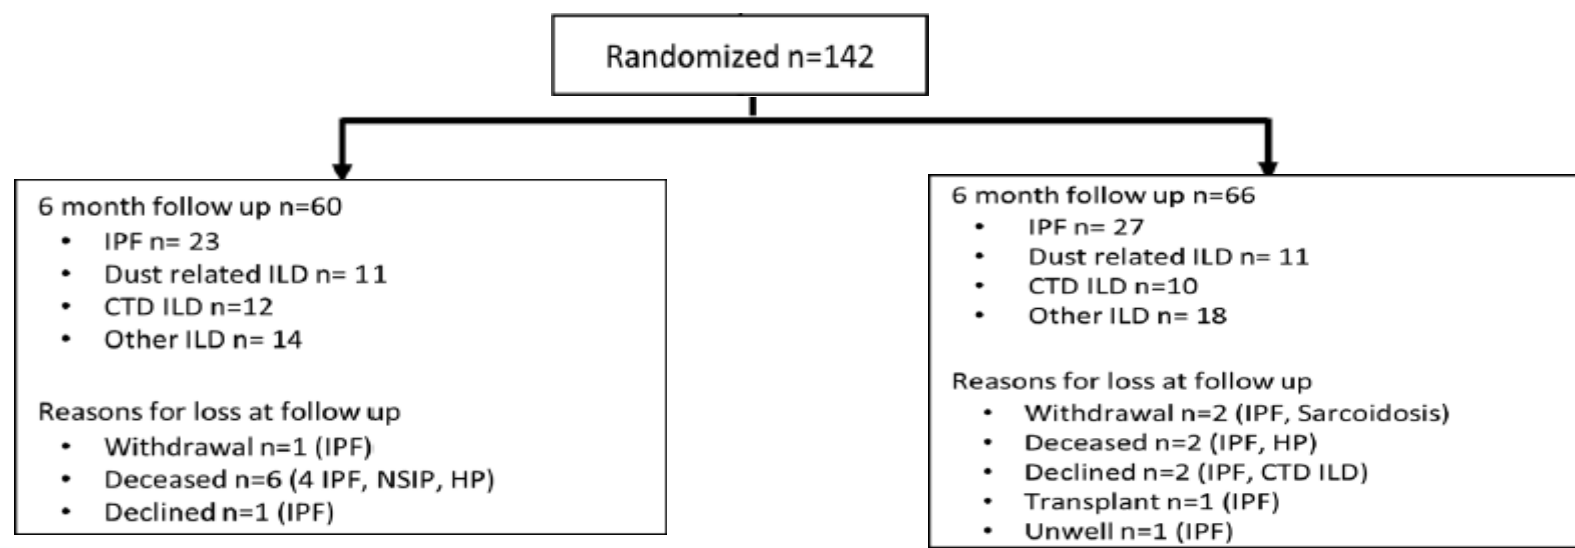 Randomized n=142
6 month follow up n=60
• IPF n= 23
• Dust related ILD n= 11
• CTD ILD n=12
• Other ILD n= 14
Reasons for loss at follow up
• Withdrawal n=1 (IPF)
• Deceased n=6 (4 IPF, NSIP, HP)
• Declined n=1 (IPF)
6 month follow up n=66
• IPF n= 27
• Dust related ILD n= 11
• CTD ILD n=10
• Other ILD n= 18
Reasons for loss at follow up
• Withdrawal n=2 (IPF, Sarcoidosis)
• Deceased n=2 (IPF, HP)
• Declined n=2 (IPF, CTD ILD)
• Transplant n=1 (IPF)
• Unwell n=1 (IPF)